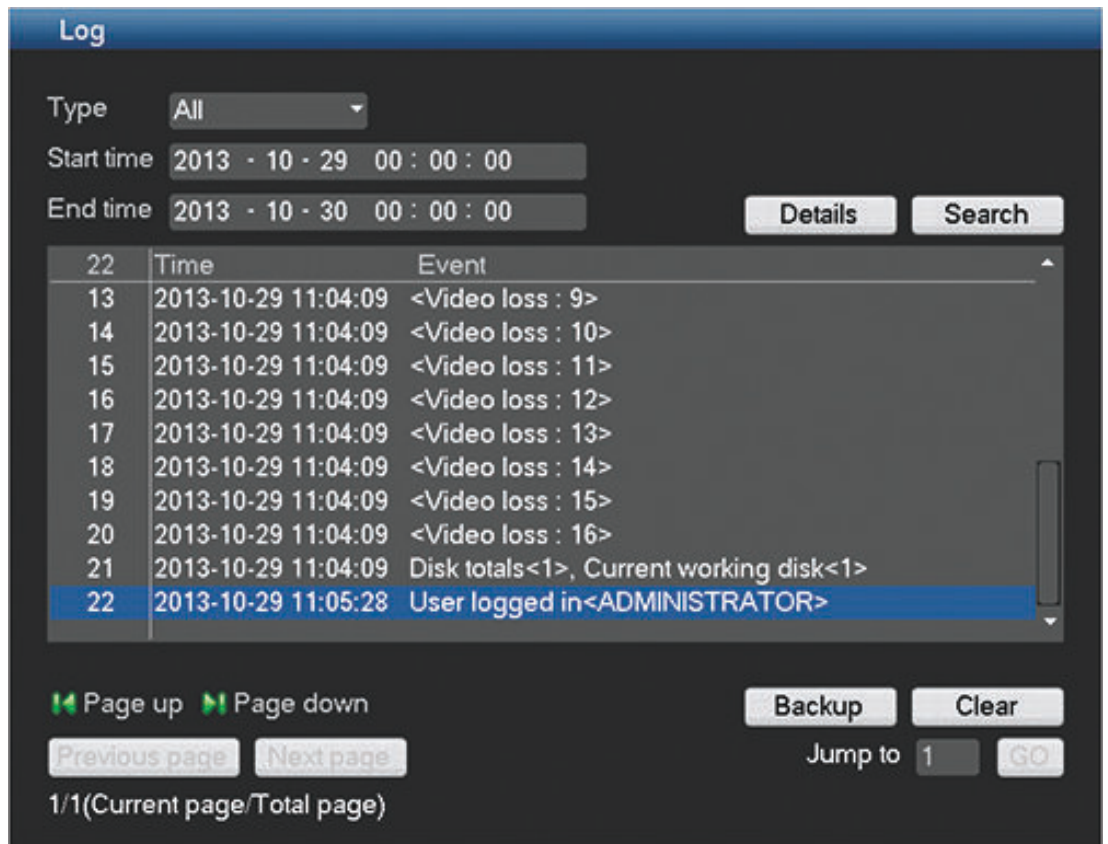 Log
Type All
Start time 2013 - 10 - 29 00 : 00 : 00
End time 2013 - 10 - 30 00 : 00 : 00
Details Search
22 Time Event
13 2013-10-29 11:04:09 <Video loss : 9>
14 2013-10-29 11:04:09 <Video loss : 10>
15 2013-10-29 11:04:09 <Video loss : 11>
16 2013-10-29 11:04:09 <Video loss : 12>
17 2013-10-29 11:04:09 <Video loss : 13>
18 2013-10-29 11:04:09 <Video loss : 14>
19 2013-10-29 11:04:09 <Video loss : 15>
20 2013-10-29 11:04:09 <Video loss : 16>
21 2013-10-29 11:04:09 Disk totals<1>, Current working disk<1>
22 2013-10-29 11:05:28 User logged in<ADMINISTRATOR>
Page up Page down Backup Clear
Previous page Next page Jump to 1 GO
1/1(Current page/Total page)